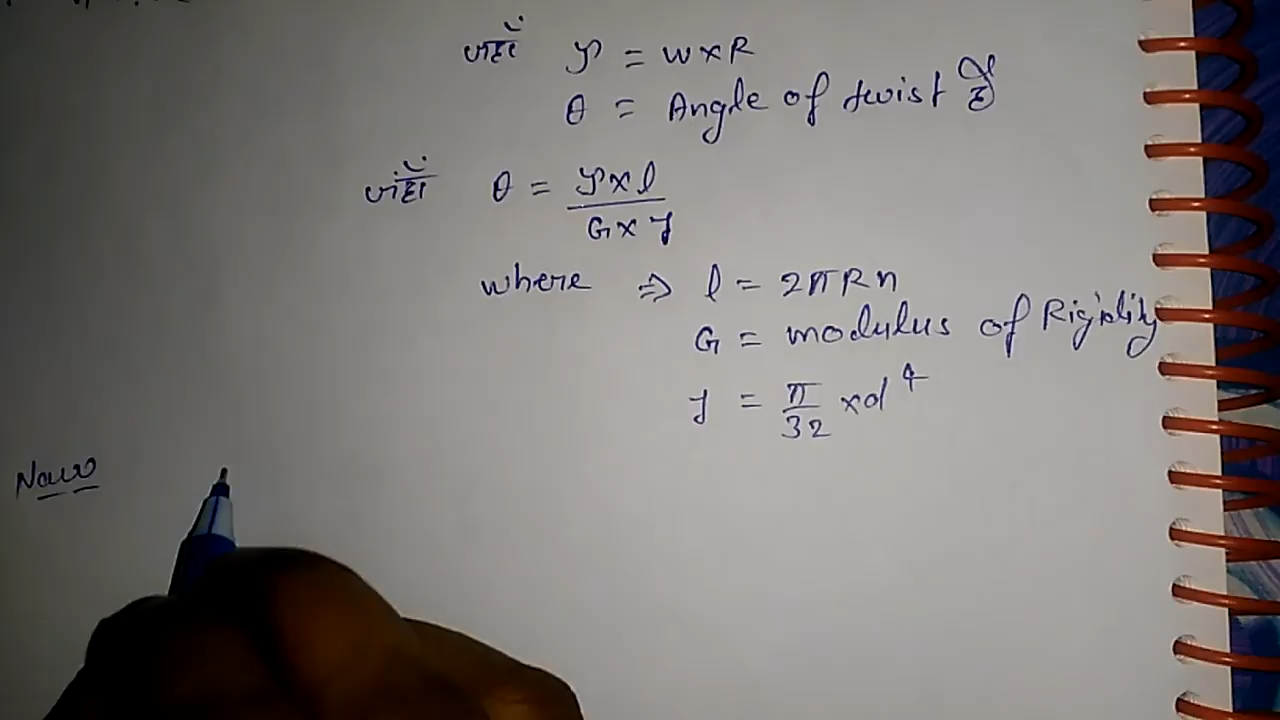 जहाँ T = W×R
θ = Angle of twist है
जहाँ θ = T×l / G×J
where ⇒ l = 2πRn
G = modulus of Rigidity
J = π/32 ×d⁴
Now